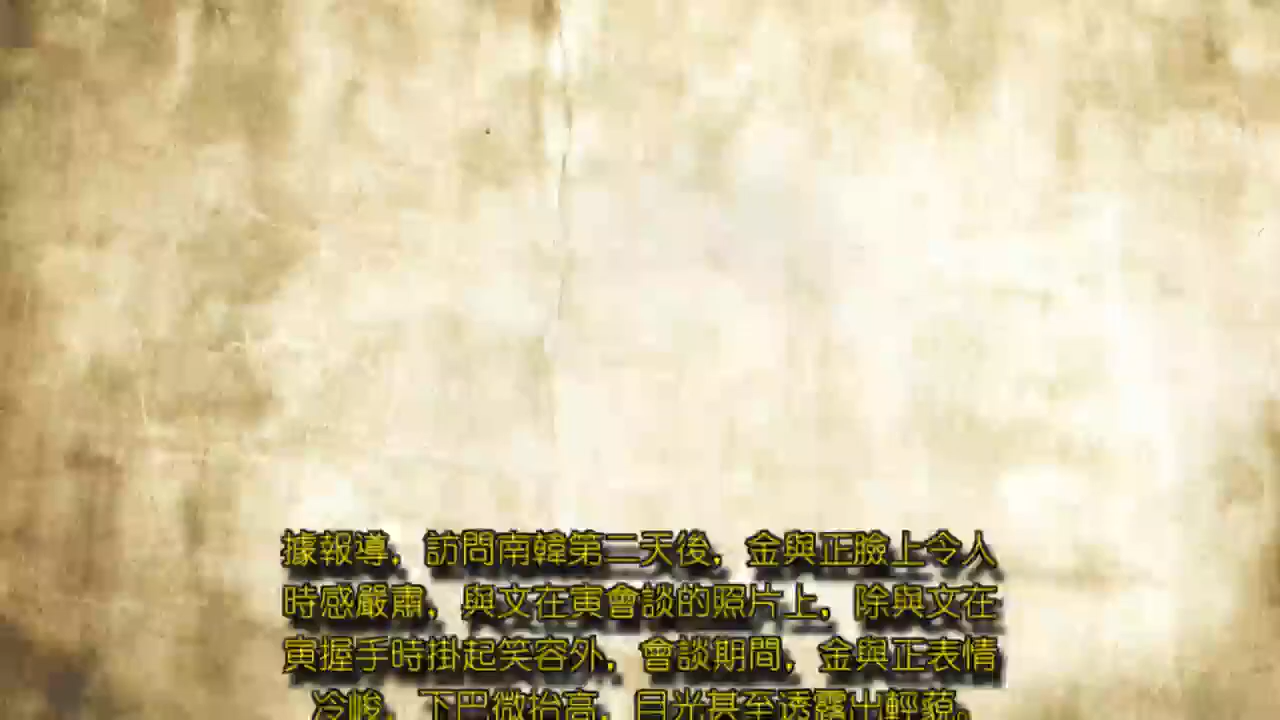 據報導，訪問南韓第二天後，金與正臉上令人
時感嚴肅，與文在寅會談的照片上，除與文在
寅握手時掛起笑容外，會談期間，金與正表情
冷峻，下巴微抬高，目光甚至透露出輕藐。